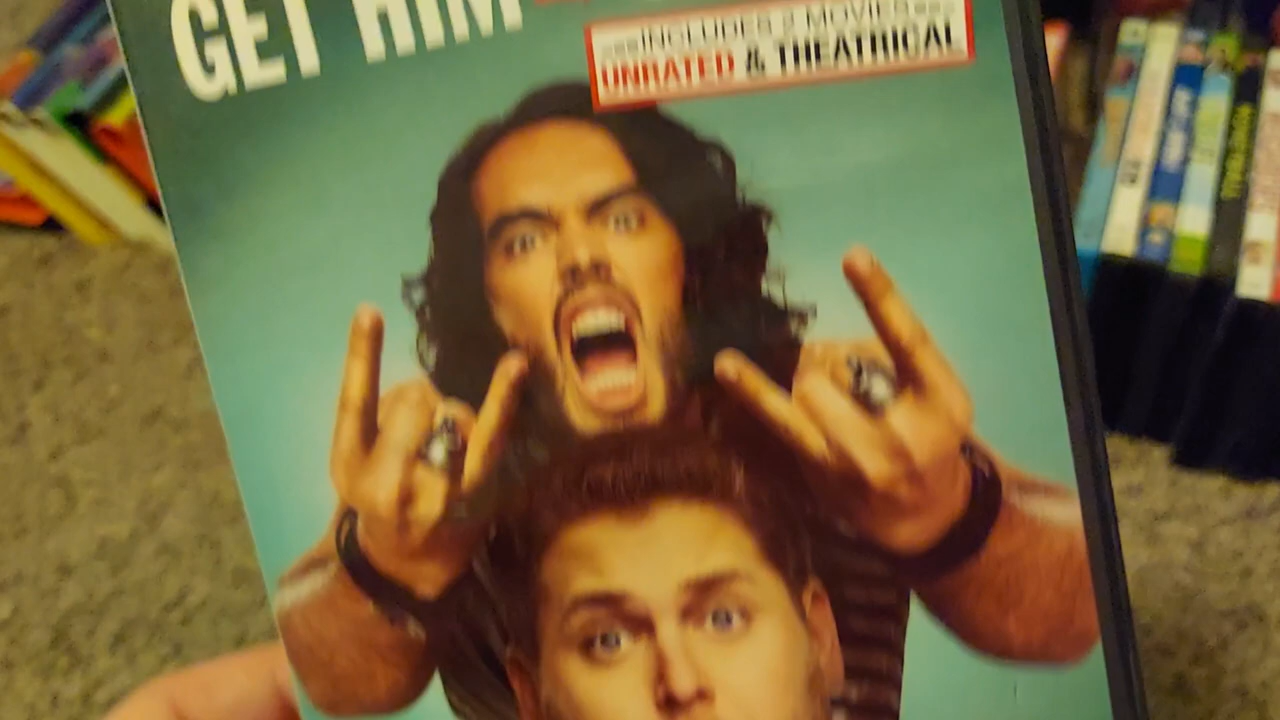 GET HIM
INCLUDES 2 MOVIES
UNRATED & THEATRICAL